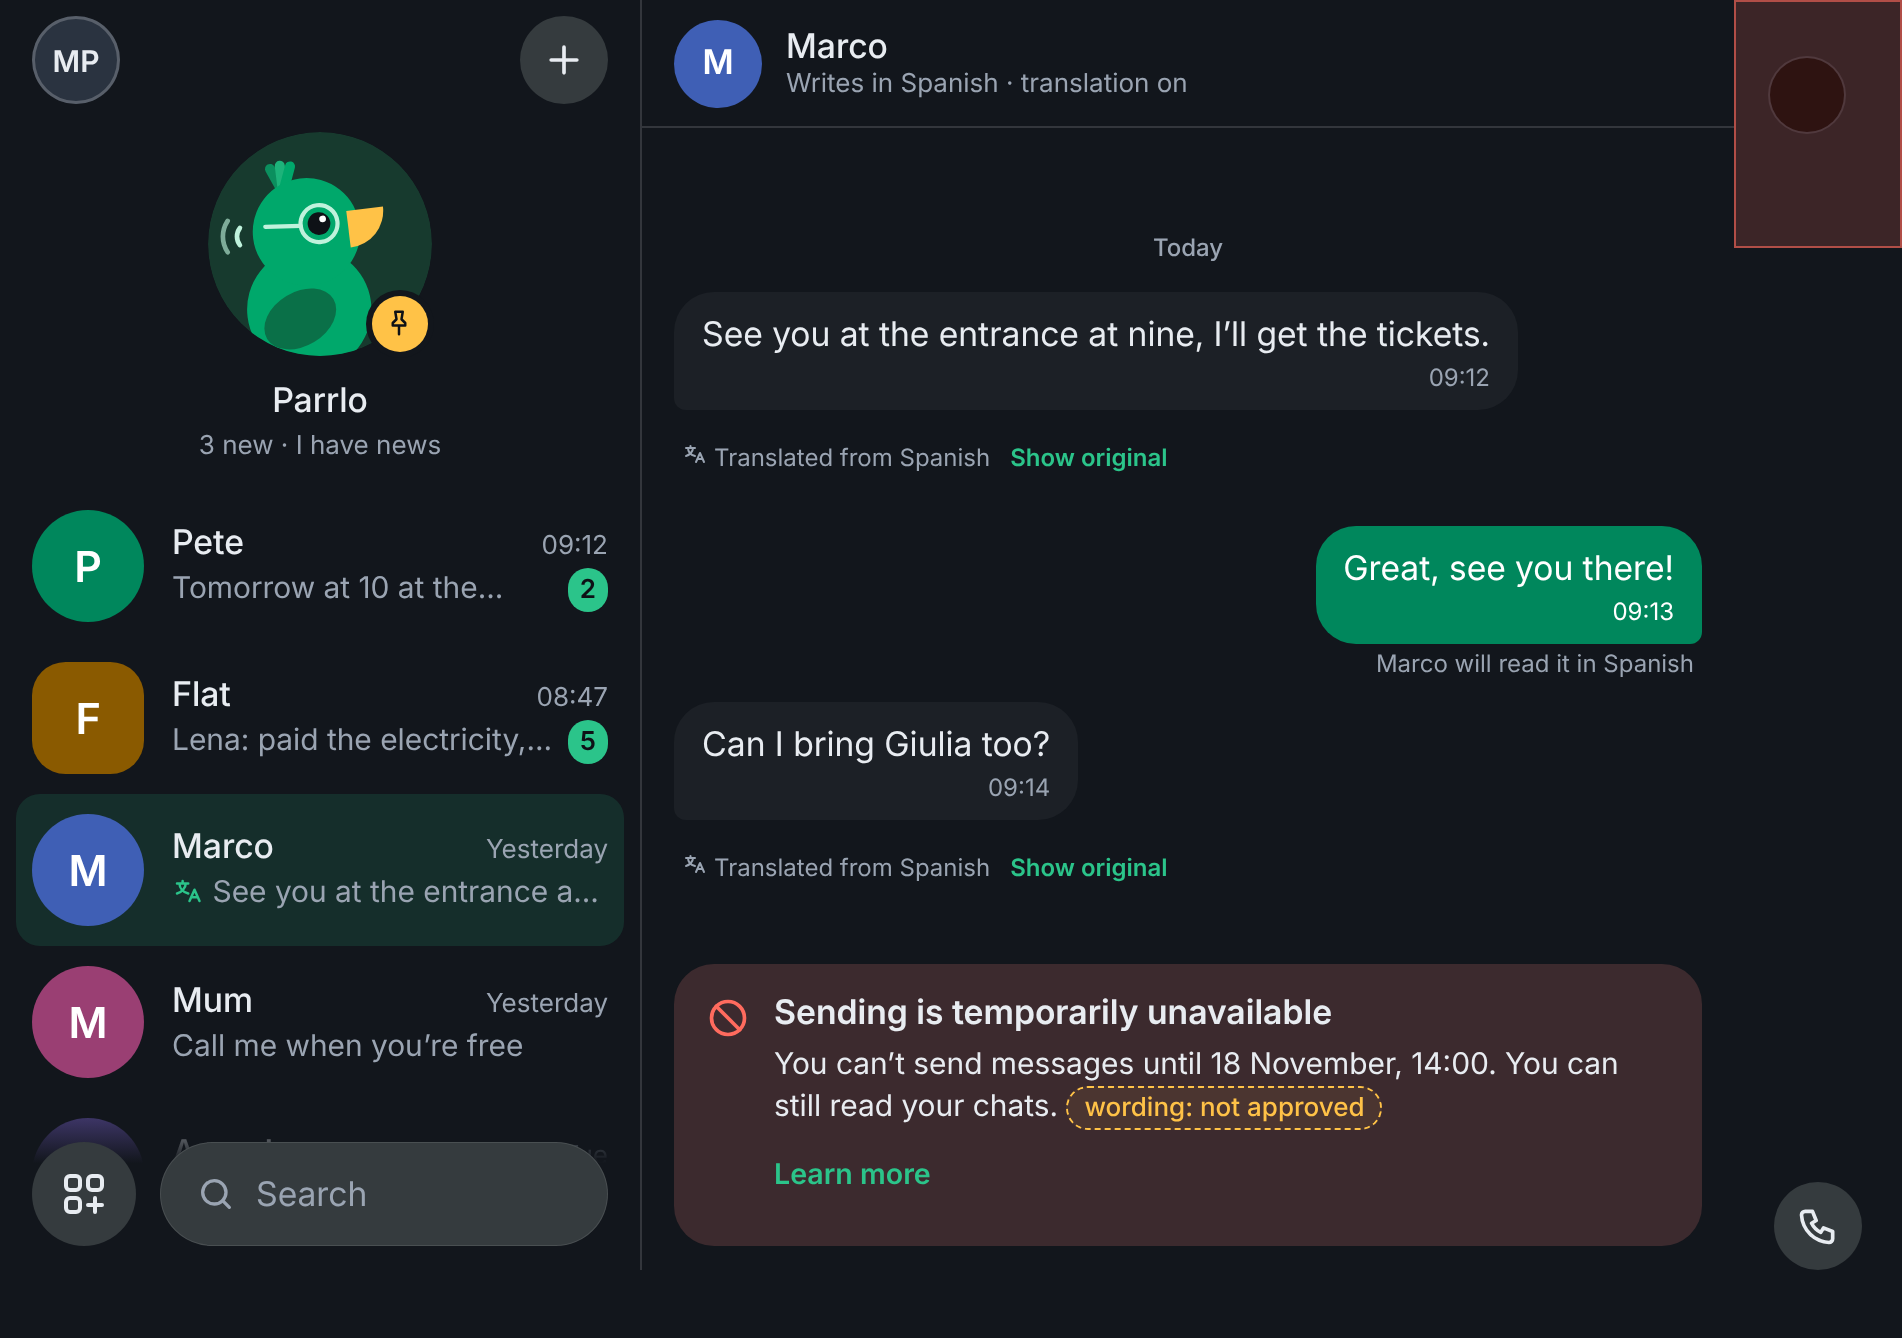 MP
Parrlo
3 new · I have news
P
Pete
09:12
Tomorrow at 10 at the...
2
F
Flat
08:47
Lena: paid the electricity,...
5
M
Marco
Yesterday
See you at the entrance a...
M
Mum
Yesterday
Call me when you’re free
Search
M
Marco
Writes in Spanish · translation on
Today
See you at the entrance at nine, I’ll get the tickets.
09:12
Translated from Spanish Show original
Great, see you there!
09:13
Marco will read it in Spanish
Can I bring Giulia too?
09:14
Translated from Spanish Show original
Sending is temporarily unavailable
You can’t send messages until 18 November, 14:00. You can
still read your chats. wording: not approved
Learn more